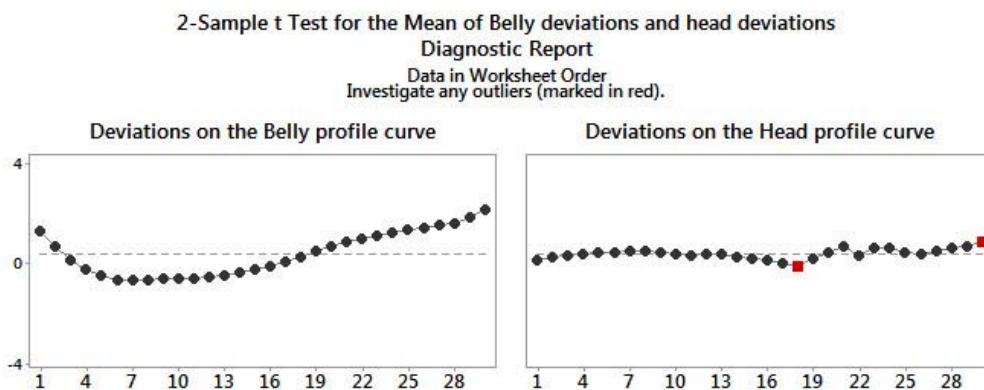 2-Sample t Test for the Mean of Belly deviations and head deviations
Diagnostic Report
Data in Worksheet Order
Investigate any outliers (marked in red).
Deviations on the Belly profile curve
Deviations on the Head profile curve
4
0
-4
1 4 7 10 13 16 19 22 25 28
1 4 7 10 13 16 19 22 25 28